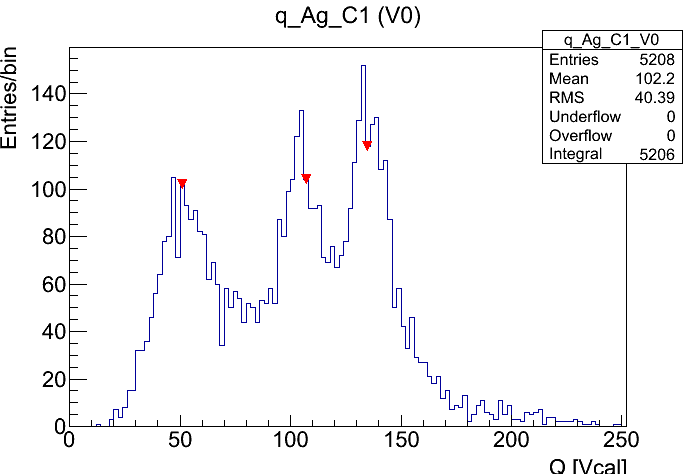 q_Ag_C1 (V0)
q_Ag_C1_V0
Entries 5208
Mean 102.2
RMS 40.39
Underflow 0
Overflow 0
Integral 5206
Entries/bin
140
120
100
80
60
40
20
0
0 50 100 150 200 250
Q [Vcal]